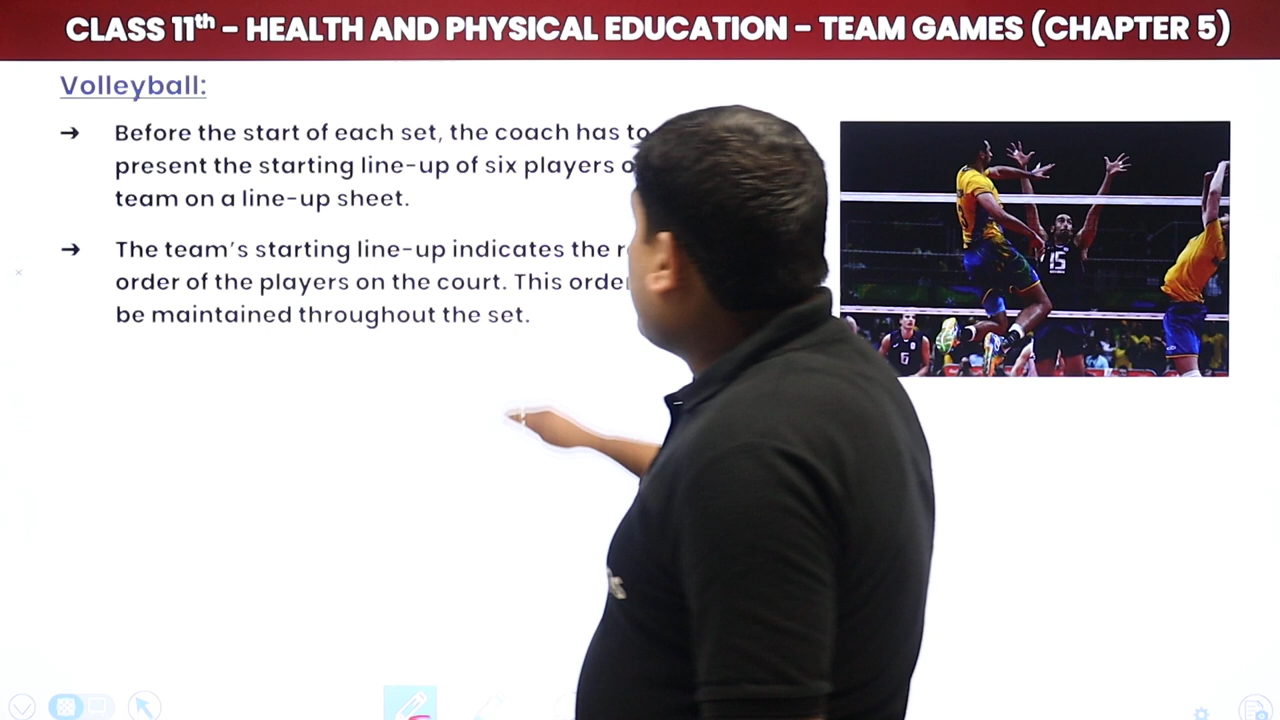 CLASS 11th - HEALTH AND PHYSICAL EDUCATION - TEAM GAMES (CHAPTER 5)
Volleyball:
➔ Before the start of each set, the coach has to
present the starting line-up of six players
team on a line-up sheet.
➔ The team's starting line-up indicates the
order of the players on the court. This
be maintained throughout the set.
15
6